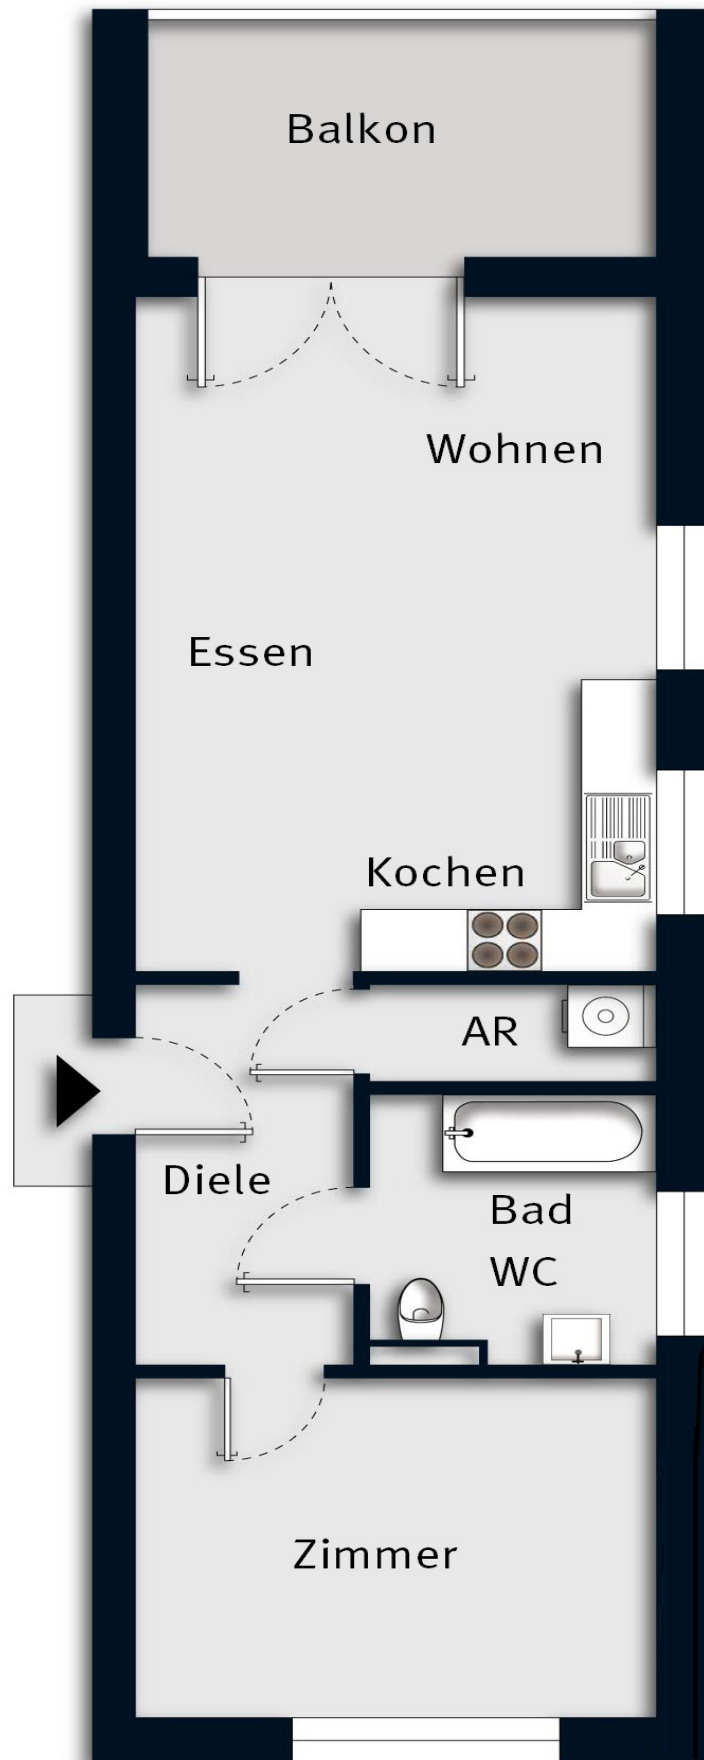 Balkon
Wohnen
Essen
Kochen
AR
Diele
Bad
WC
Zimmer